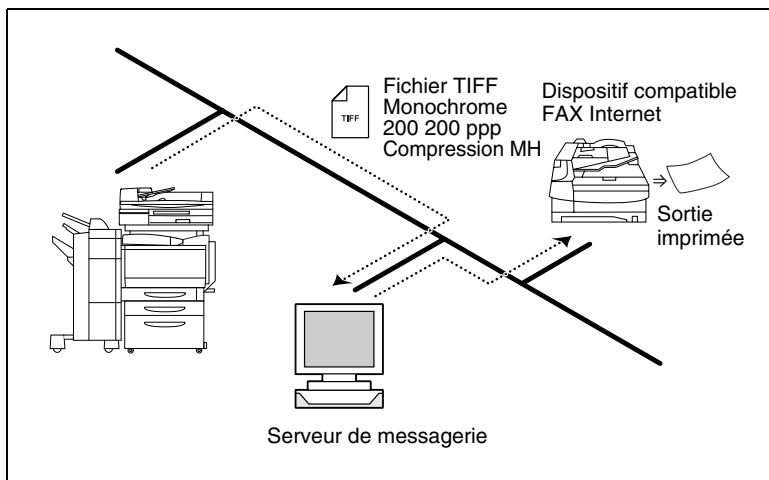 TIFF
Fichier TIFF
Monochrome
200 200 ppp
Compression MH
Dispositif compatible
FAX Internet
Sortie
imprimée
Serveur de messagerie